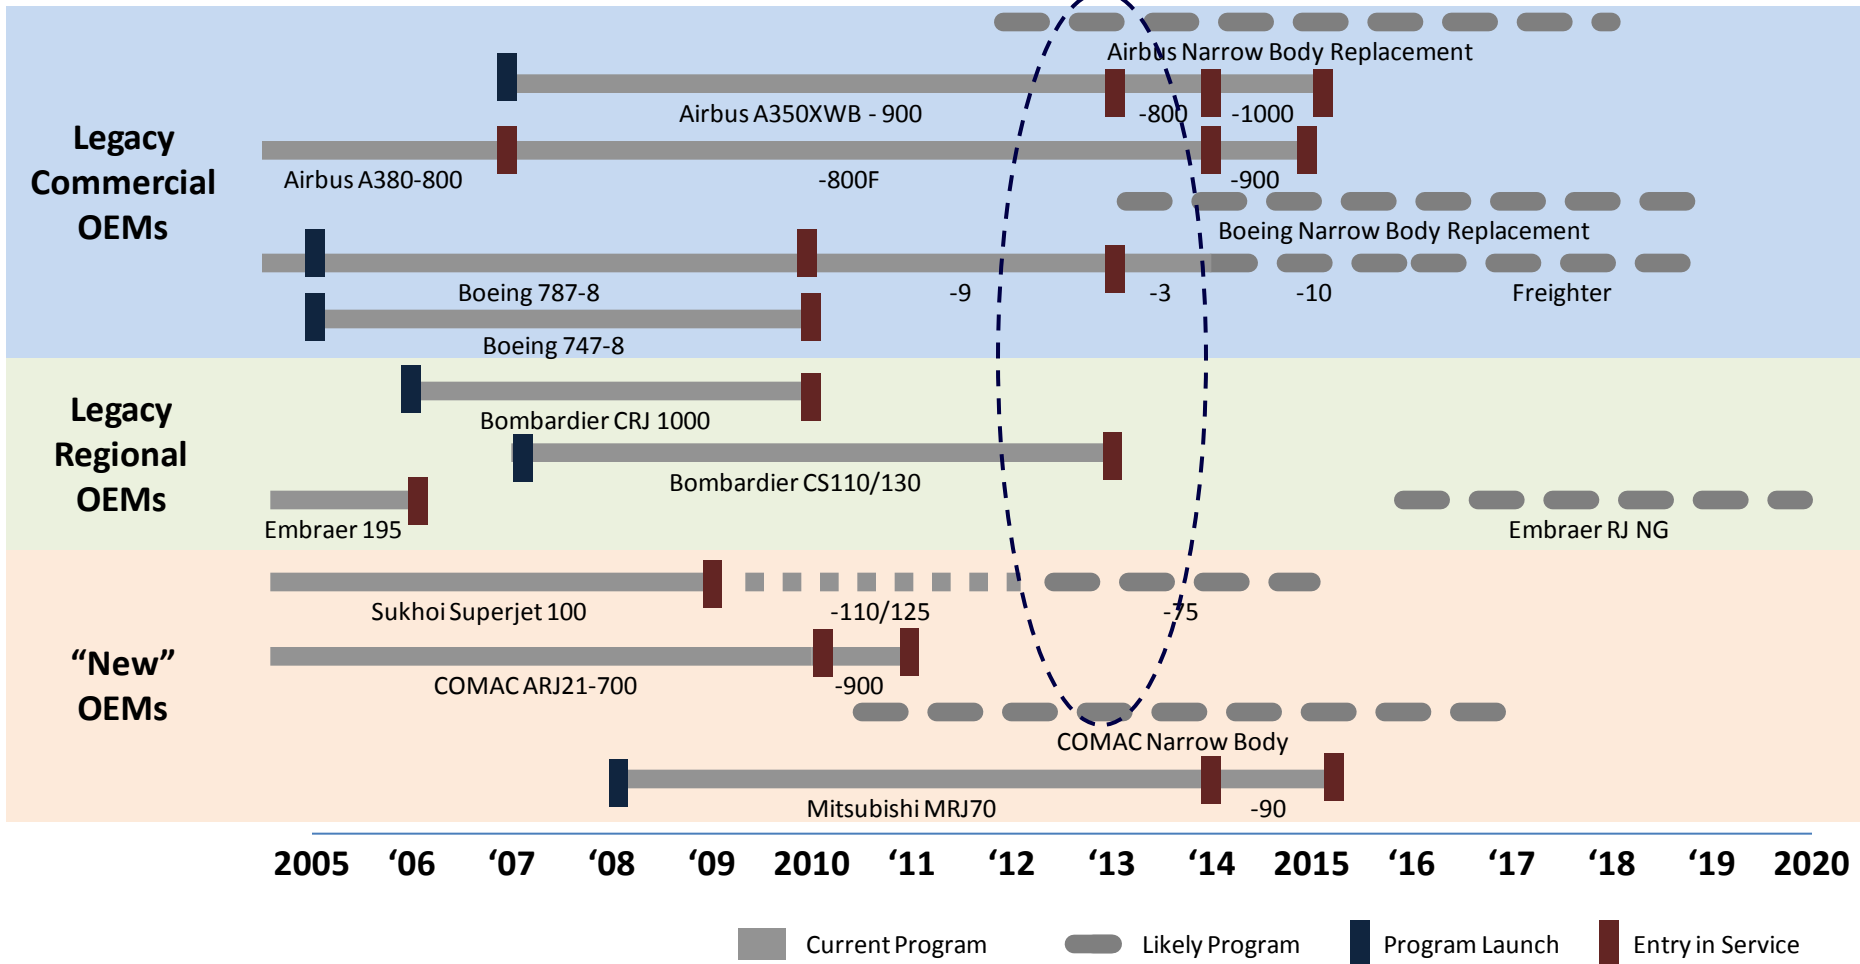 Legacy
Commercial
OEMs
Airbus Narrow Body Replacement
Airbus A350XWB - 900
-800
-1000
Airbus A380-800
-800F
-900
Boeing Narrow Body Replacement
Boeing 787-8
-9
-3
-10
Freighter
Boeing 747-8
Legacy
Regional
OEMs
Bombardier CRJ 1000
Bombardier CS110/130
Embraer 195
Embraer RJ NG
“New”
OEMs
Sukhoi Superjet 100
-110/125
-75
COMAC ARJ21-700
-900
COMAC Narrow Body
Mitsubishi MRJ70
-90
2005 ‘06 ‘07 ‘08 ‘09 2010 ‘11 ‘12 ‘13 ‘14 2015 ‘16 ‘17 ‘18 ‘19 2020
Current Program
Likely Program
Program Launch
Entry in Service